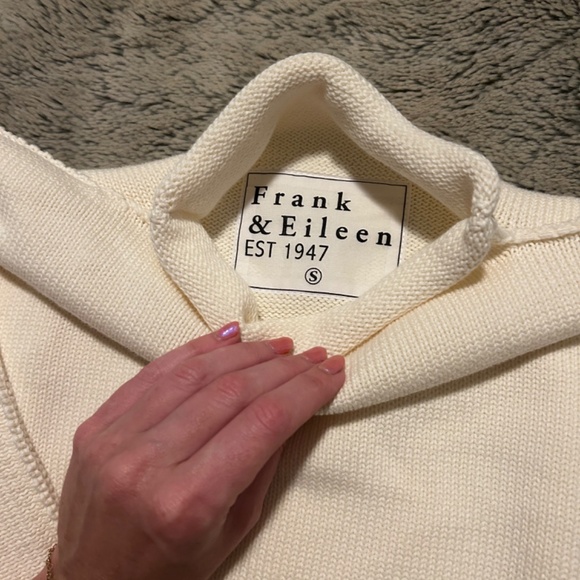 Frank
& Eileen
EST 1947
S